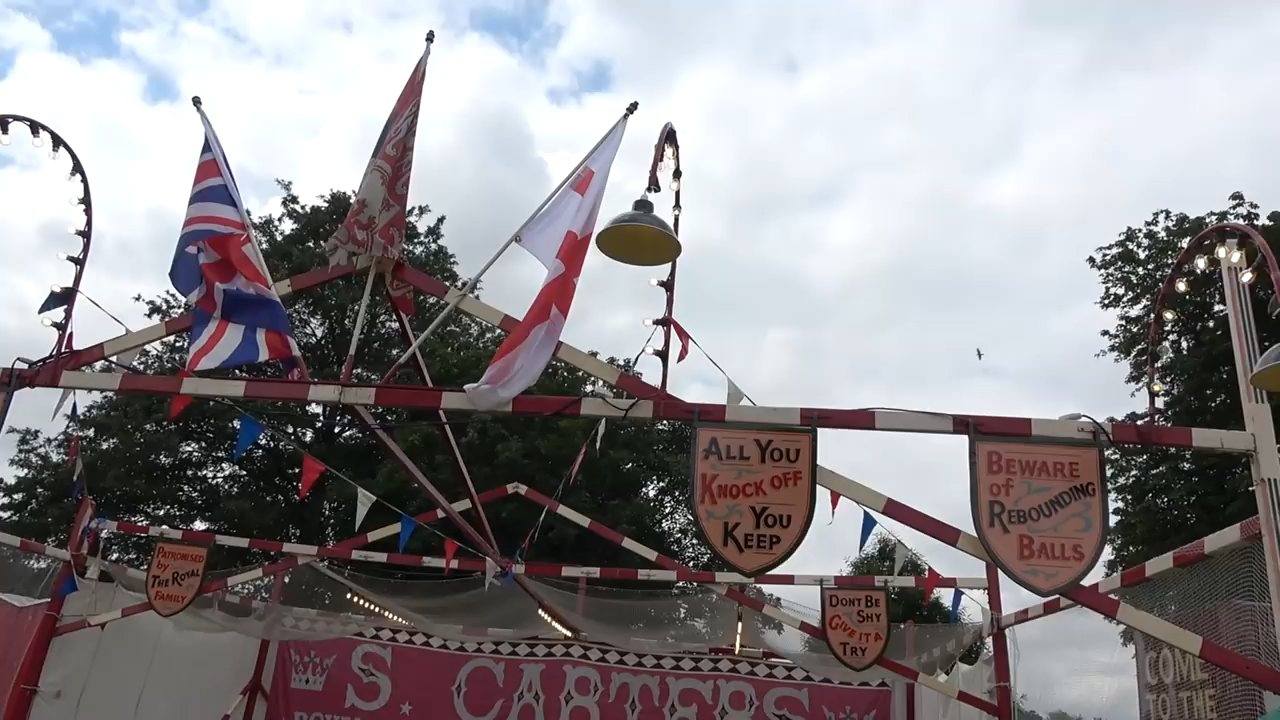 ALL YOU
KNOCK OFF
YOU
KEEP
BEWARE
of
REBOUNDING
BALLS
PATRONISED
by
THE ROYAL
FAMILY
DONT BE
SHY
GIVE IT A
TRY
S CARTERS
ROYAL
COME
TO THE